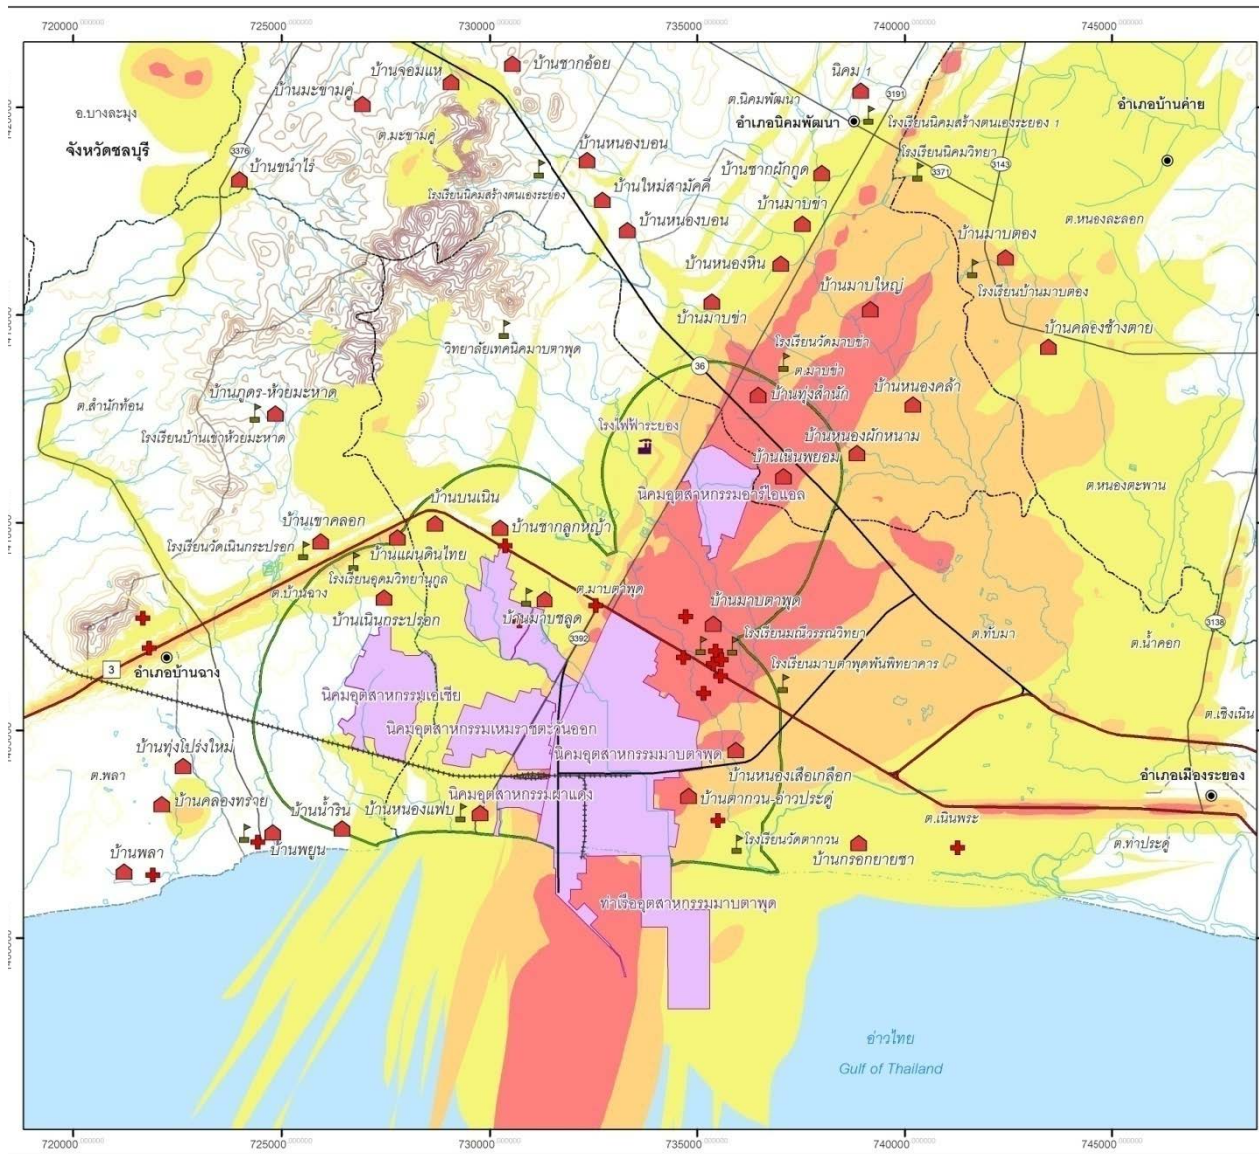 720000.000000
725000.000000
730000.000000
735000.000000
740000.000000
745000.000000
บ้านชากอ้อย
บ้านจอมแห
บ้านมะขามคู่
นิคม 1
อ.บางละมุง
ต.นิคมพัฒนา
3191
อำเภอบ้านค่าย
อำเภอนิคมพัฒนา
โรงเรียนนิคมสร้างตนเองระยอง 1
จังหวัดชลบุรี
ต.มะขามคู่
3376
บ้านหนองบอน
โรงเรียนนิคมวิทยา
บ้านขนำไร่
บ้านชากผักกูด
3143
3371
บ้านใหม่สามัคคี
โรงเรียนนิคมสร้างตนเองระยอง
บ้านมาบข่า
ต.หนองละลอก
บ้านหนองบอน
บ้านมาบตอง
บ้านหนองหิน
บ้านมาบใหญ่
โรงเรียนบ้านมาบตอง
บ้านมาบข่า
บ้านคลองช้างตาย
โรงเรียนวัดมาบข่า
วิทยาลัยเทคนิคมาบตาพุด
36
ต.มาบข่า
บ้านภูดร-ห้วยมะหาด
บ้านทุ่งสำนัก
บ้านหนองคล้า
ต.สำนักท้อน
โรงไฟฟ้าระยอง
โรงเรียนบ้านเขาห้วยมะหาด
บ้านหนองผักหนาม
บ้านเนินพยอม
ต.หนองตะพาน
นิคมอุตสาหกรรมอาร์ไอแอล
บ้านบนเนิน
บ้านเขาคลอก
บ้านชากลูกหญ้า
โรงเรียนวัดเนินกระปรอก
บ้านแผ่นดินไทย
โรงเรียนอุดมวิทยานุกูล
ต.บ้านฉาง
ต.มาบตาพุด
บ้านเนินกระปรอก
บ้านมาบชลูด
บ้านมาบตาพุด
3392
โรงเรียนมณีวรรณวิทยา
ต.ทับมา
ต.น้ำคอก
3138
3
อำเภอบ้านฉาง
โรงเรียนมาบตาพุดพันพิทยาคาร
นิคมอุตสาหกรรมเอเชีย
ต.เชิงเนิน
นิคมอุตสาหกรรมเหมราชตะวันออก
นิคมอุตสาหกรรมมาบตาพุด
บ้านทุ่งโปร่งใหม่
ต.พลา
บ้านหนองเสือเกลือก
อำเภอเมืองระยอง
นิคมอุตสาหกรรมผาแดง
บ้านคลองทราย
บ้านน้ำริน
บ้านหนองแฟบ
บ้านตากวน-อ่าวประดู่
ต.เนินพระ
โรงเรียนวัดตากวน
ต.ท่าประดู่
บ้านพลา
บ้านพยูน
บ้านกรอกยายชา
ท่าเรืออุตสาหกรรมมาบตาพุด
อ่าวไทย
Gulf of Thailand
720000.000000
725000.000000
730000.000000
735000.000000
740000.000000
745000.000000